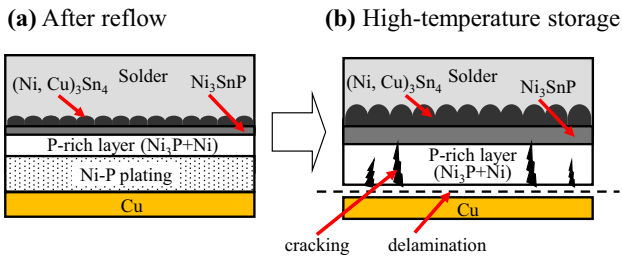 (a) After reflow
(Ni, Cu)₃Sn₄
Solder
Ni₃SnP
P-rich layer (Ni₃P+Ni)
Ni-P plating
Cu
(b) High-temperature storage
(Ni, Cu)₃Sn₄
Solder
Ni₃SnP
P-rich layer
(Ni₃P+Ni)
Cu
cracking
delamination